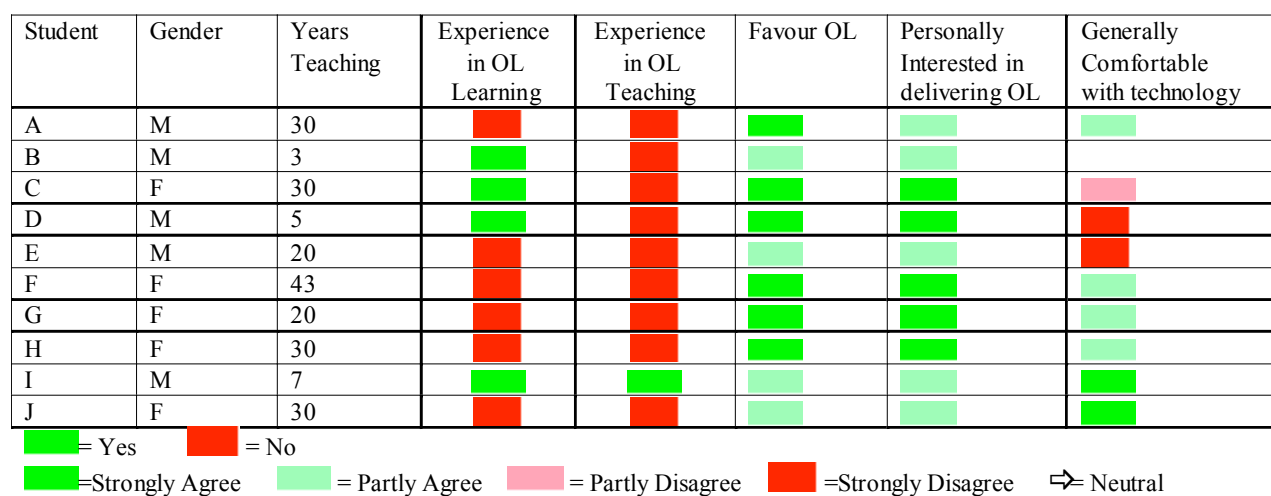 Student Gender Years Teaching Experience in OL Learning Experience in OL Teaching Favour OL Personally Interested in delivering OL Generally Comfortable with technology
A M 30
B M 3
C F 30
D M 5
E M 20
F F 43
G F 20
H F 30
I M 7
J F 30
= Yes = No
=Strongly Agree = Partly Agree = Partly Disagree =Strongly Disagree = Neutral